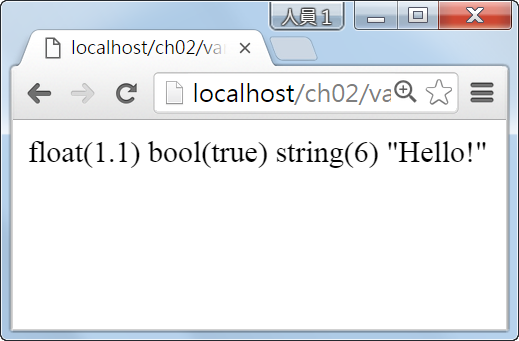 人員 1
localhost/ch02/va
localhost/ch02/va
float(1.1) bool(true) string(6) "Hello!"